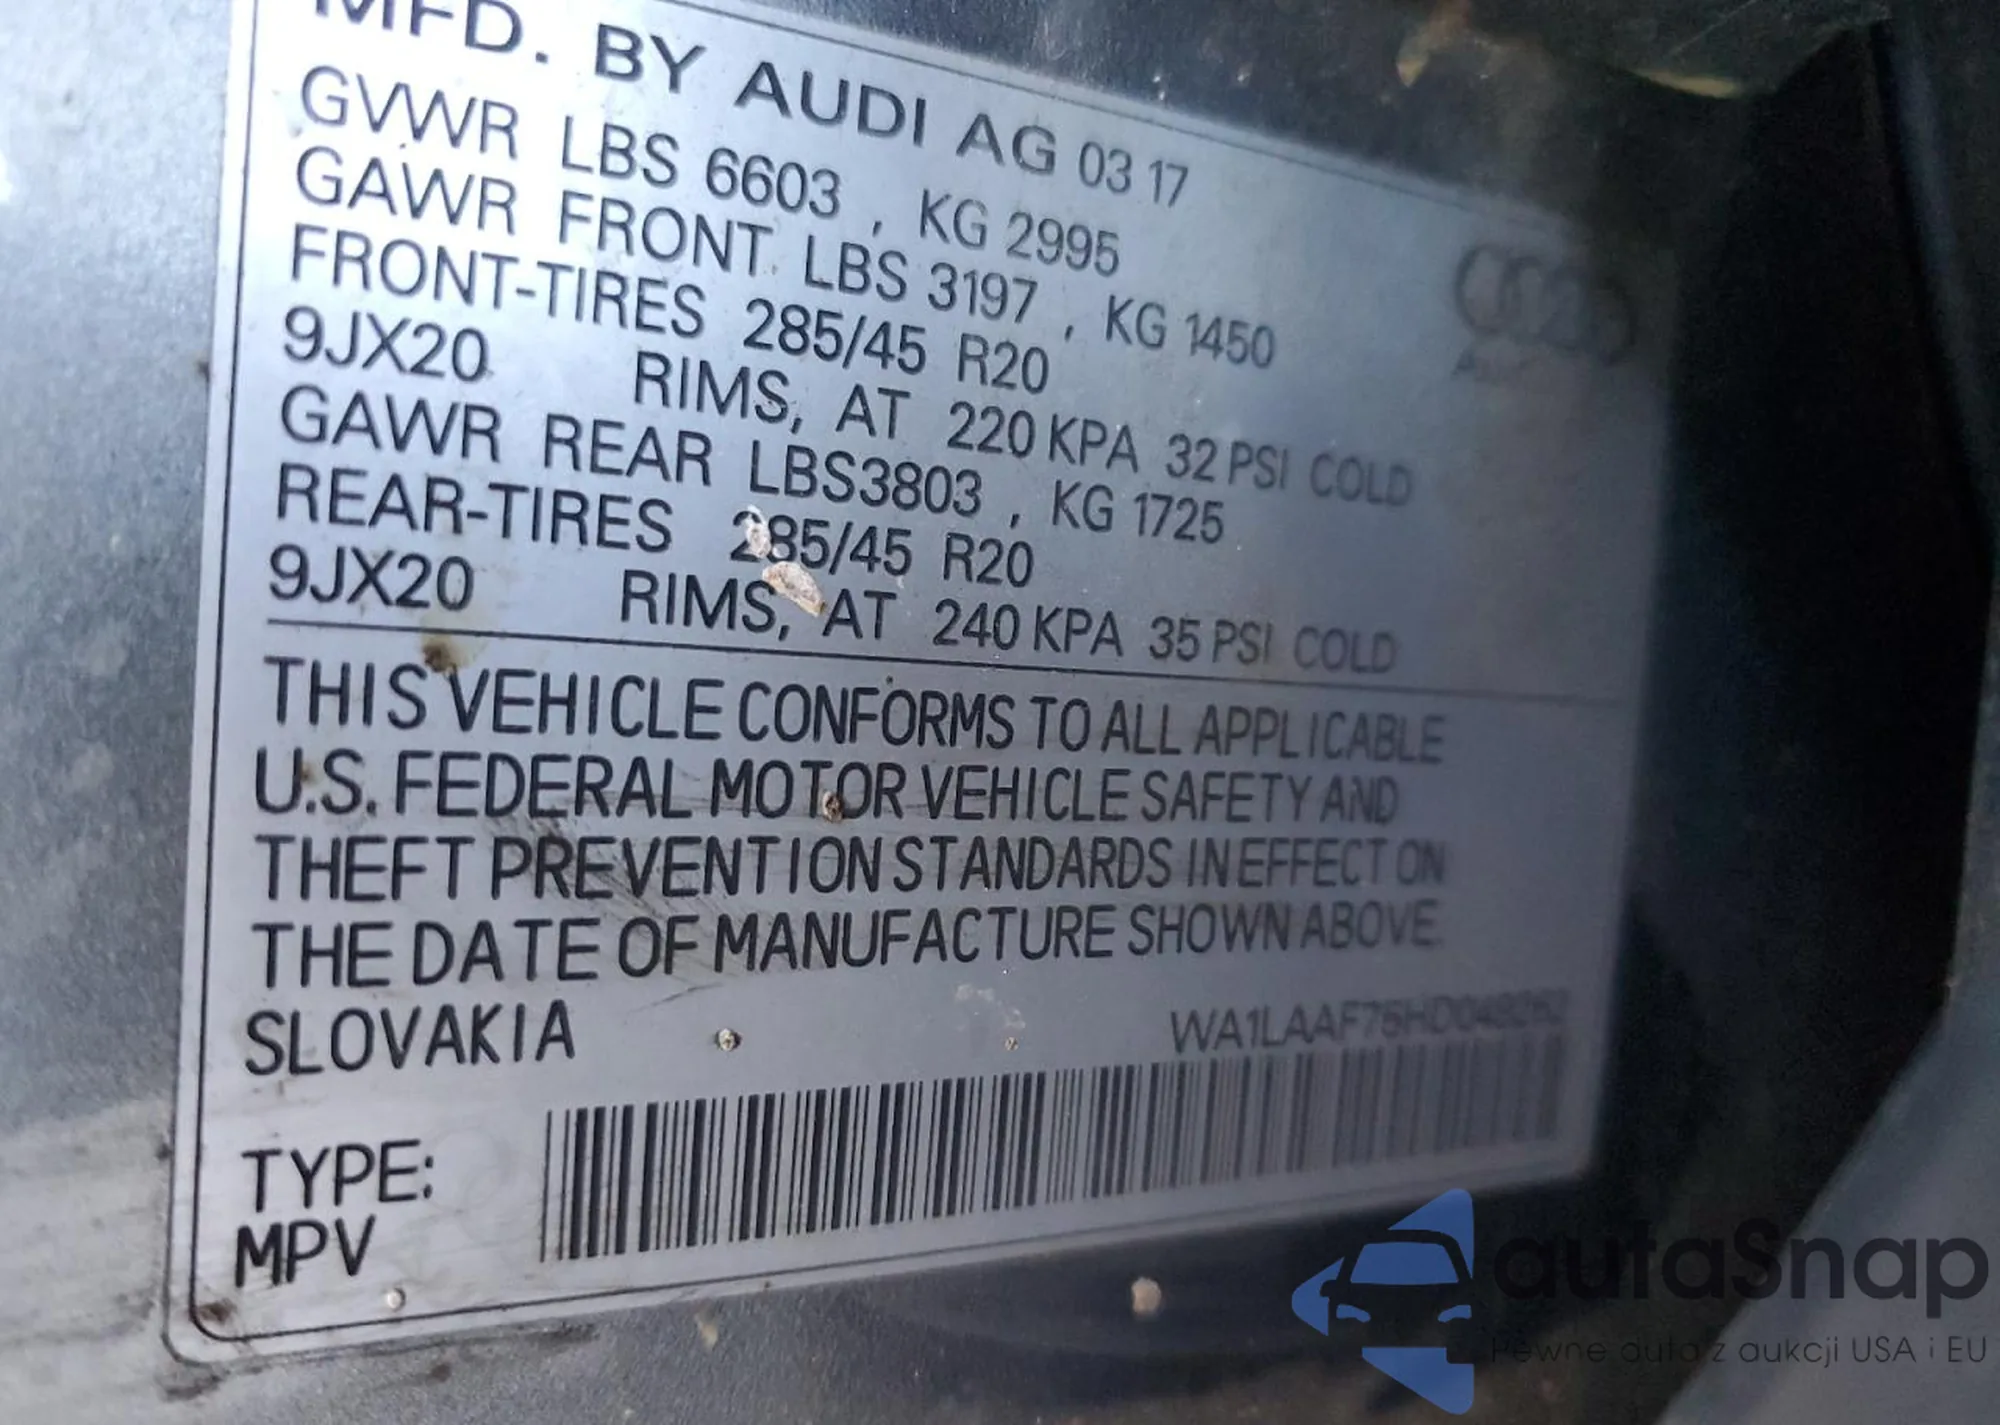 MFD. BY AUDI AG 03 17
GVWR LBS 6603 , KG 2995
GAWR FRONT LBS 3197 , KG 1450
FRONT-TIRES 285/45 R20
9JX20 RIMS, AT 220 KPA 32 PSI COLD
GAWR REAR LBS3803 , KG 1725
REAR-TIRES 285/45 R20
9JX20 RIMS, AT 240 KPA 35 PSI COLD
THIS VEHICLE CONFORMS TO ALL APPLICABLE
U.S. FEDERAL MOTOR VEHICLE SAFETY AND
THEFT PREVENTION STANDARDS IN EFFECT ON
THE DATE OF MANUFACTURE SHOWN ABOVE.
SLOVAKIA
TYPE:
MPV
autaSnap
Pewne auta z aukcji USA i EU